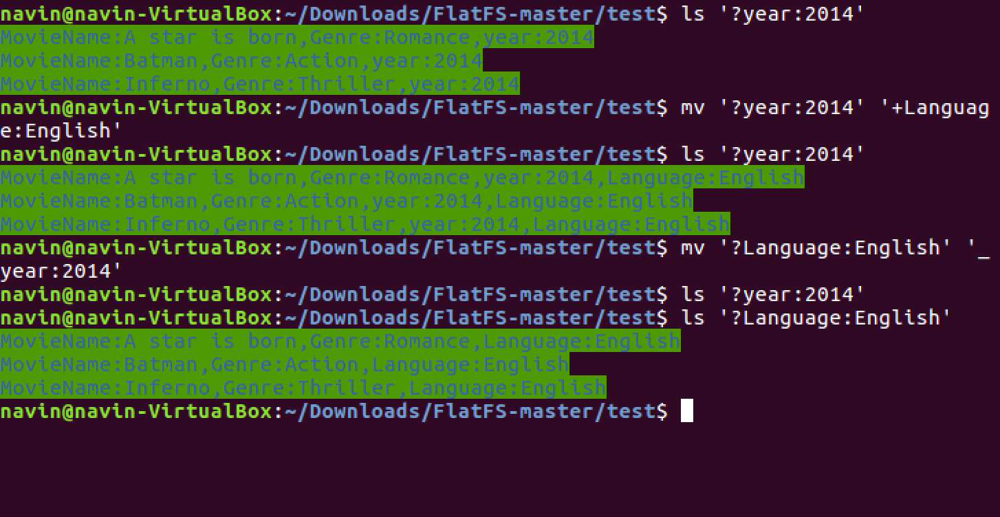 navin@navin-VirtualBox:~/Downloads/FlatFS-master/test$ ls '?year:2014'
MovieName:A star is born,Genre:Romance,year:2014
MovieName:Batman,Genre:Action,year:2014
MovieName:Inferno,Genre:Thriller,year:2014
navin@navin-VirtualBox:~/Downloads/FlatFS-master/test$ mv '?year:2014' '+Languag
e:English'
navin@navin-VirtualBox:~/Downloads/FlatFS-master/test$ ls '?year:2014'
MovieName:A star is born,Genre:Romance,year:2014,Language:English
MovieName:Batman,Genre:Action,year:2014,Language:English
MovieName:Inferno,Genre:Thriller,year:2014,Language:English
navin@navin-VirtualBox:~/Downloads/FlatFS-master/test$ mv '?Language:English' '_
year:2014'
navin@navin-VirtualBox:~/Downloads/FlatFS-master/test$ ls '?year:2014'
navin@navin-VirtualBox:~/Downloads/FlatFS-master/test$ ls '?Language:English'
MovieName:A star is born,Genre:Romance,Language:English
MovieName:Batman,Genre:Action,Language:English
MovieName:Inferno,Genre:Thriller,Language:English
navin@navin-VirtualBox:~/Downloads/FlatFS-master/test$